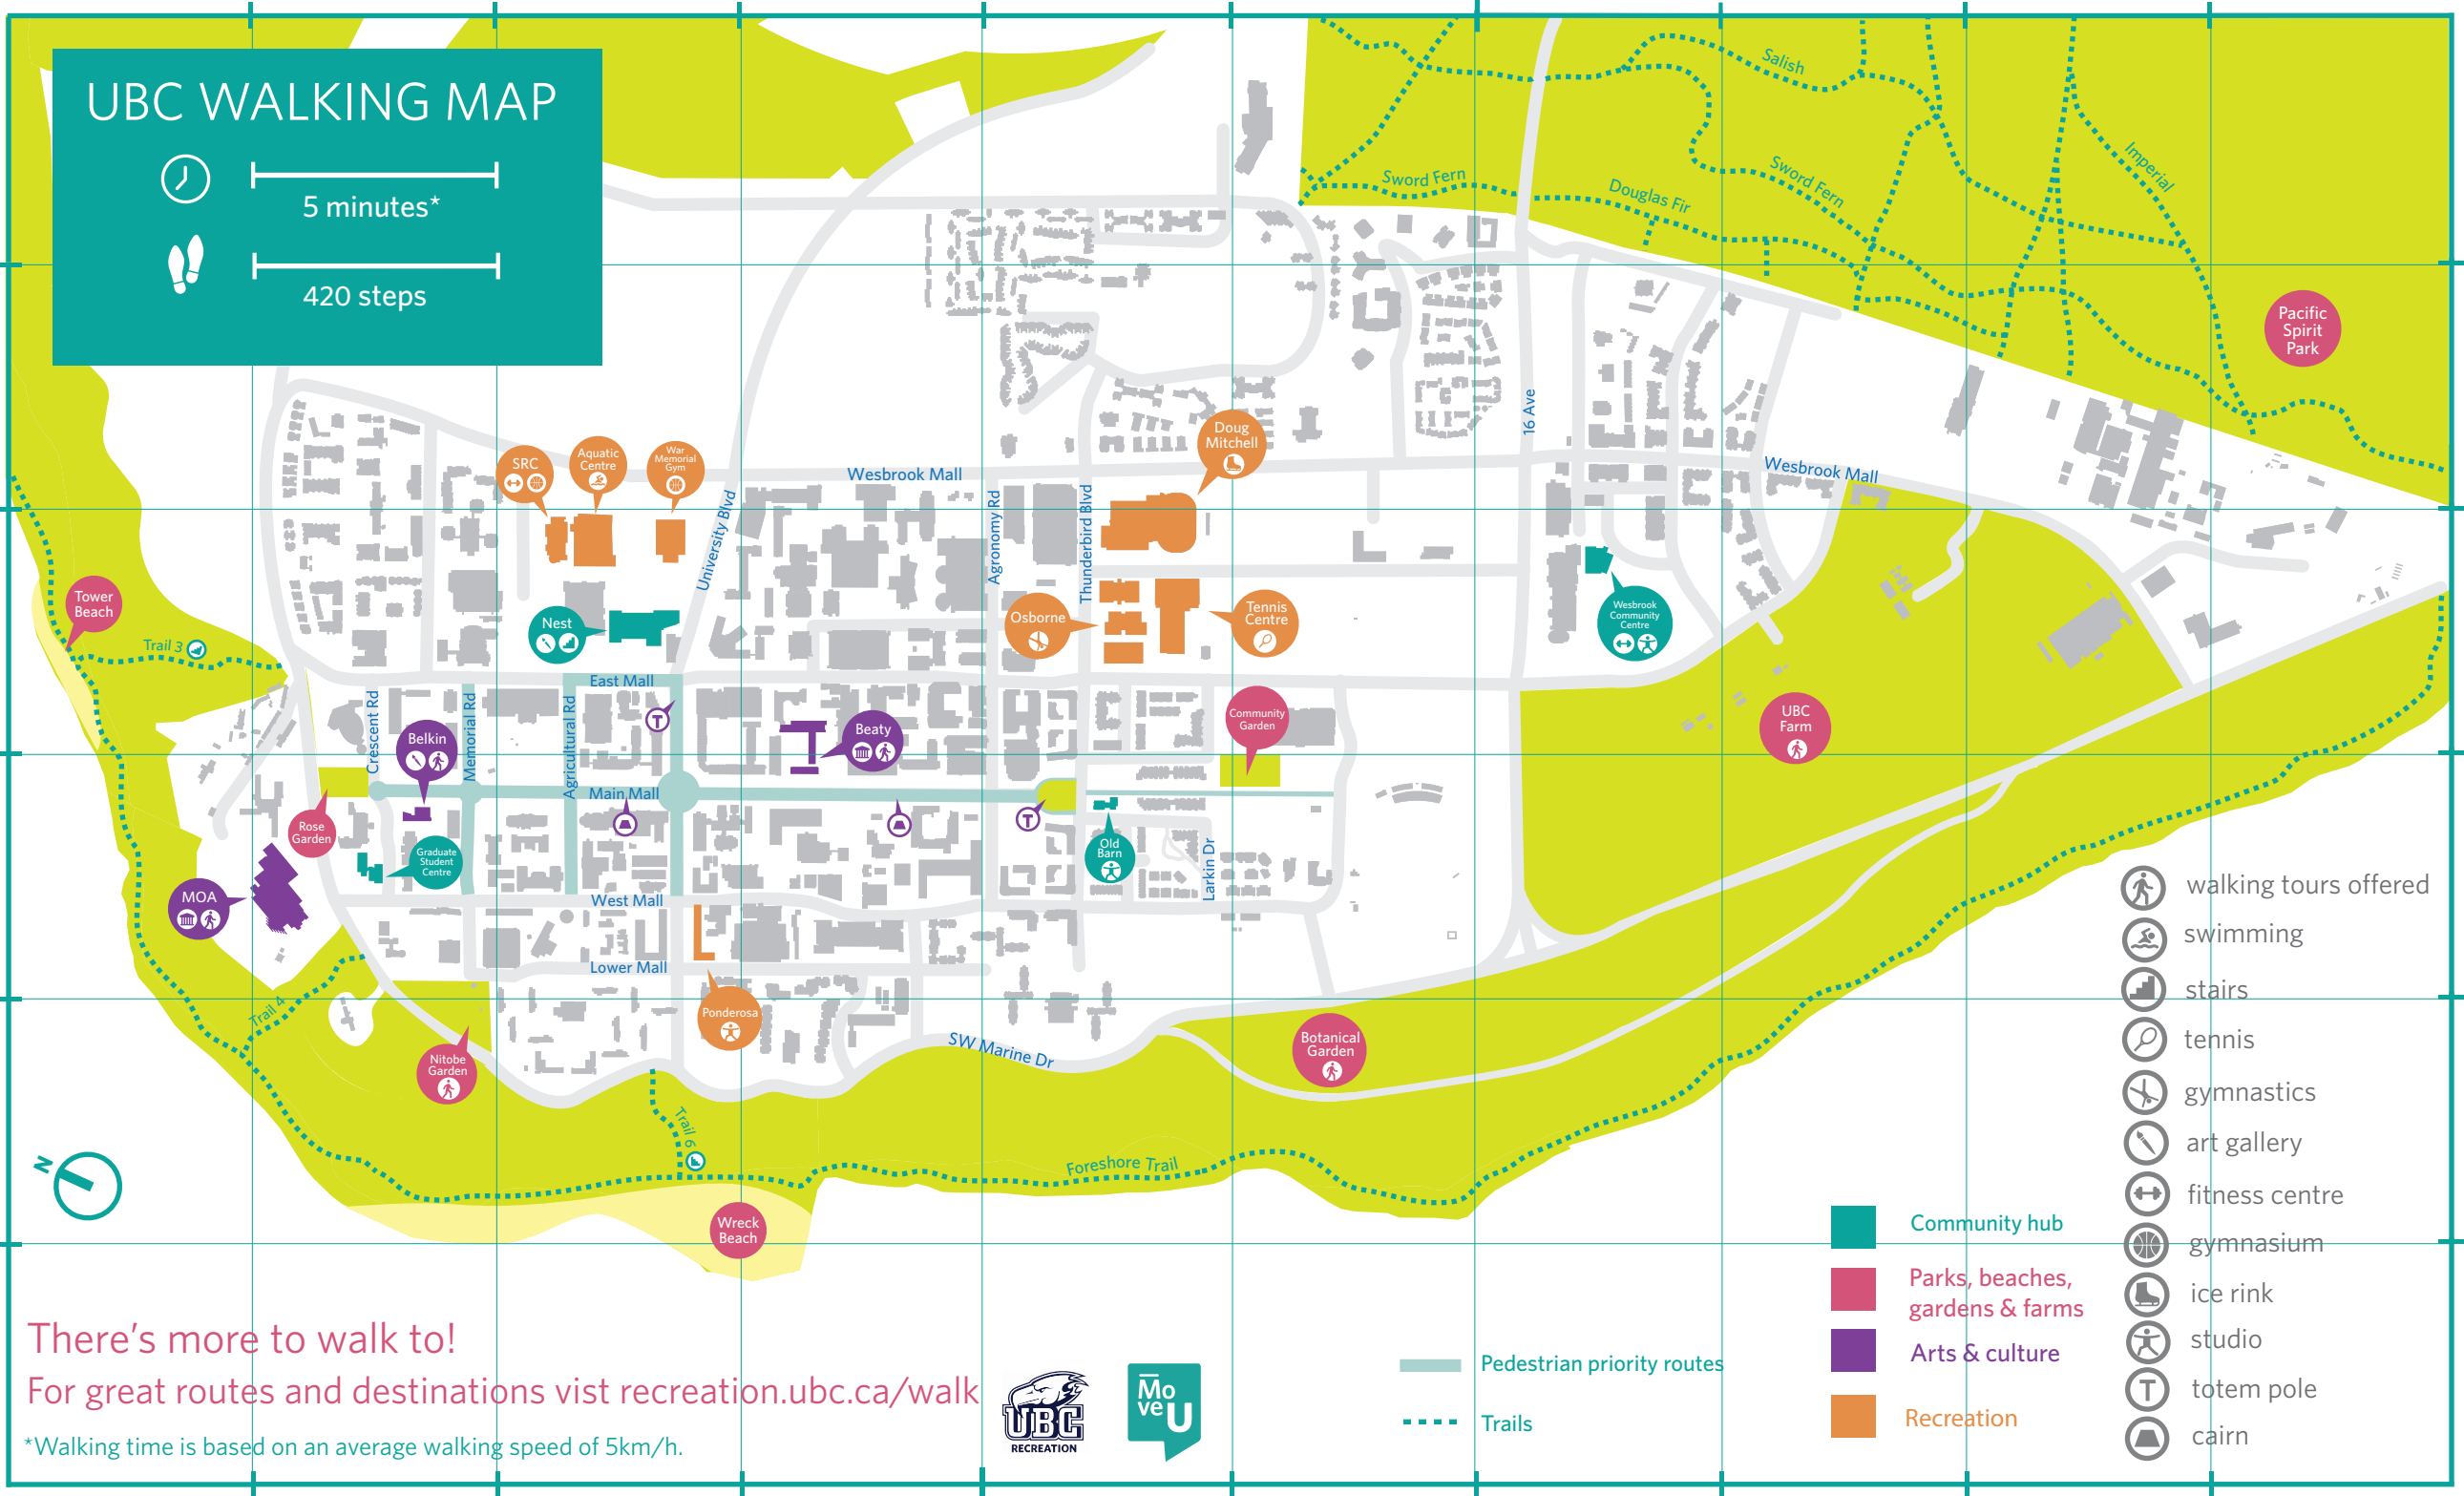 UBC WALKING MAP
5 minutes*
420 steps
Salish
Sword Fern
Sword Fern
Douglas Fir
Imperial
Pacific
Spirit
Park
16 Ave
Doug
Mitchell
SRC
Aquatic
Centre
War
Memorial
Gym
Wesbrook Mall
Wesbrook Mall
University Blvd
Agronomy Rd
Thunderbird Blvd
Tower
Beach
Trail 3
Nest
Osborne
Tennis
Centre
Wesbrook
Community
Centre
East Mall
Crescent Rd
Memorial Rd
Agricultural Rd
T
Belkin
Beaty
Community
Garden
UBC
Farm
Main Mall
T
Rose
Garden
Graduate
Student
Centre
Old
Barn
Larkin Dr
MOA
West Mall
Lower Mall
Trail 4
Ponderosa
Nitobe
Garden
SW Marine Dr
Botanical
Garden
Trail 6
Foreshore Trail
N
Wreck
Beach
walking tours offered
swimming
stairs
tennis
gymnastics
art gallery
fitness centre
gymnasium
ice rink
studio
T totem pole
cairn
Community hub
Parks, beaches,
gardens & farms
Arts & culture
Recreation
Pedestrian priority routes
Trails
There's more to walk to!
For great routes and destinations vist recreation.ubc.ca/walk
*Walking time is based on an average walking speed of 5km/h.
UBC
RECREATION
Mo
ve U